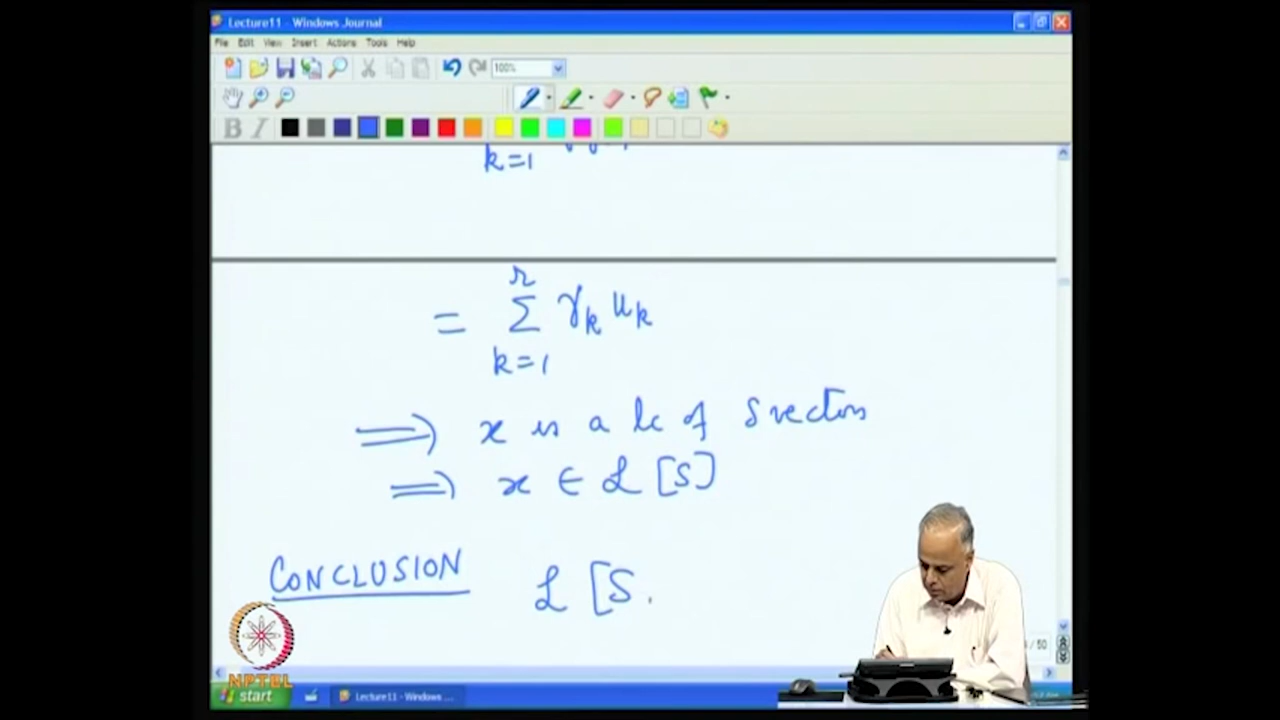 Lecture11 - Windows Journal
File Edit View Insert Actions Tools Help
100%
B I
k=1
r
= Σ γk uk
k=1
⟹ x is a lc of S vectors
⟹ x ∈ ℒ [S]
CONCLUSION ℒ [S
/ 50
NPTEL
start Lecture11 - Windows ...